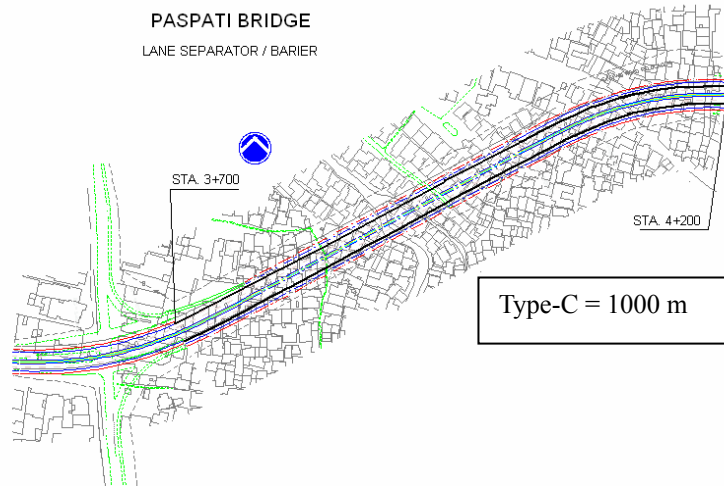 PASPATI BRIDGE
LANE SEPARATOR / BARIER
STA. 3+700
STA. 4+200
Type-C = 1000 m